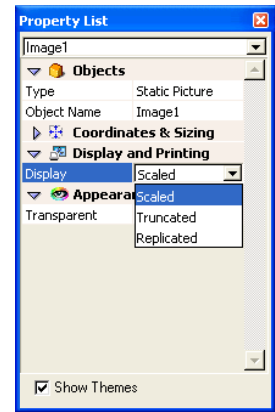 Property List
Image1
Objects
Type Static Picture
Object Name Image1
Coordinates & Sizing
Display and Printing
Display Scaled
Appeara
Scaled
Transparent
Truncated
Replicated
Show Themes